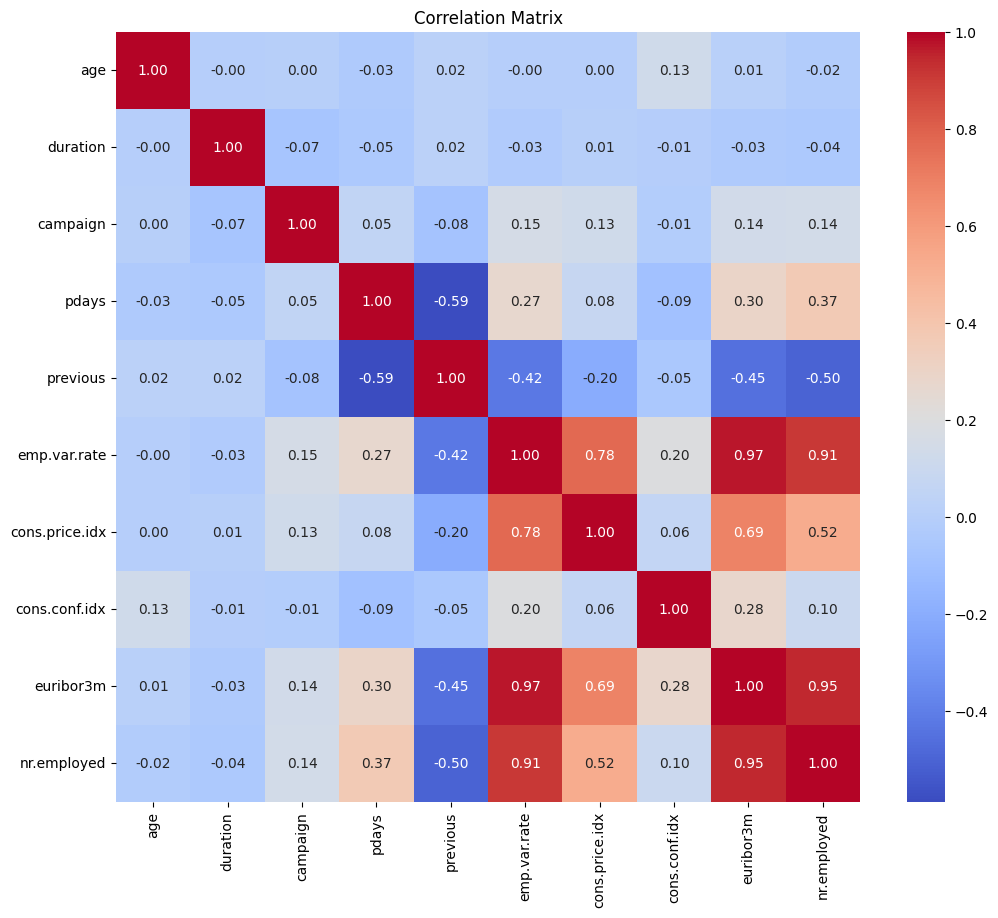 Correlation Matrix
age 1.00 -0.00 0.00 -0.03 0.02 -0.00 0.00 0.13 0.01 -0.02
duration -0.00 1.00 -0.07 -0.05 0.02 -0.03 0.01 -0.01 -0.03 -0.04
campaign 0.00 -0.07 1.00 0.05 -0.08 0.15 0.13 -0.01 0.14 0.14
pdays -0.03 -0.05 0.05 1.00 -0.59 0.27 0.08 -0.09 0.30 0.37
previous 0.02 0.02 -0.08 -0.59 1.00 -0.42 -0.20 -0.05 -0.45 -0.50
emp.var.rate -0.00 -0.03 0.15 0.27 -0.42 1.00 0.78 0.20 0.97 0.91
cons.price.idx 0.00 0.01 0.13 0.08 -0.20 0.78 1.00 0.06 0.69 0.52
cons.conf.idx 0.13 -0.01 -0.01 -0.09 -0.05 0.20 0.06 1.00 0.28 0.10
euribor3m 0.01 -0.03 0.14 0.30 -0.45 0.97 0.69 0.28 1.00 0.95
nr.employed -0.02 -0.04 0.14 0.37 -0.50 0.91 0.52 0.10 0.95 1.00
age duration campaign pdays previous emp.var.rate cons.price.idx cons.conf.idx euribor3m nr.employed
1.0
0.8
0.6
0.4
0.2
0.0
−0.2
−0.4